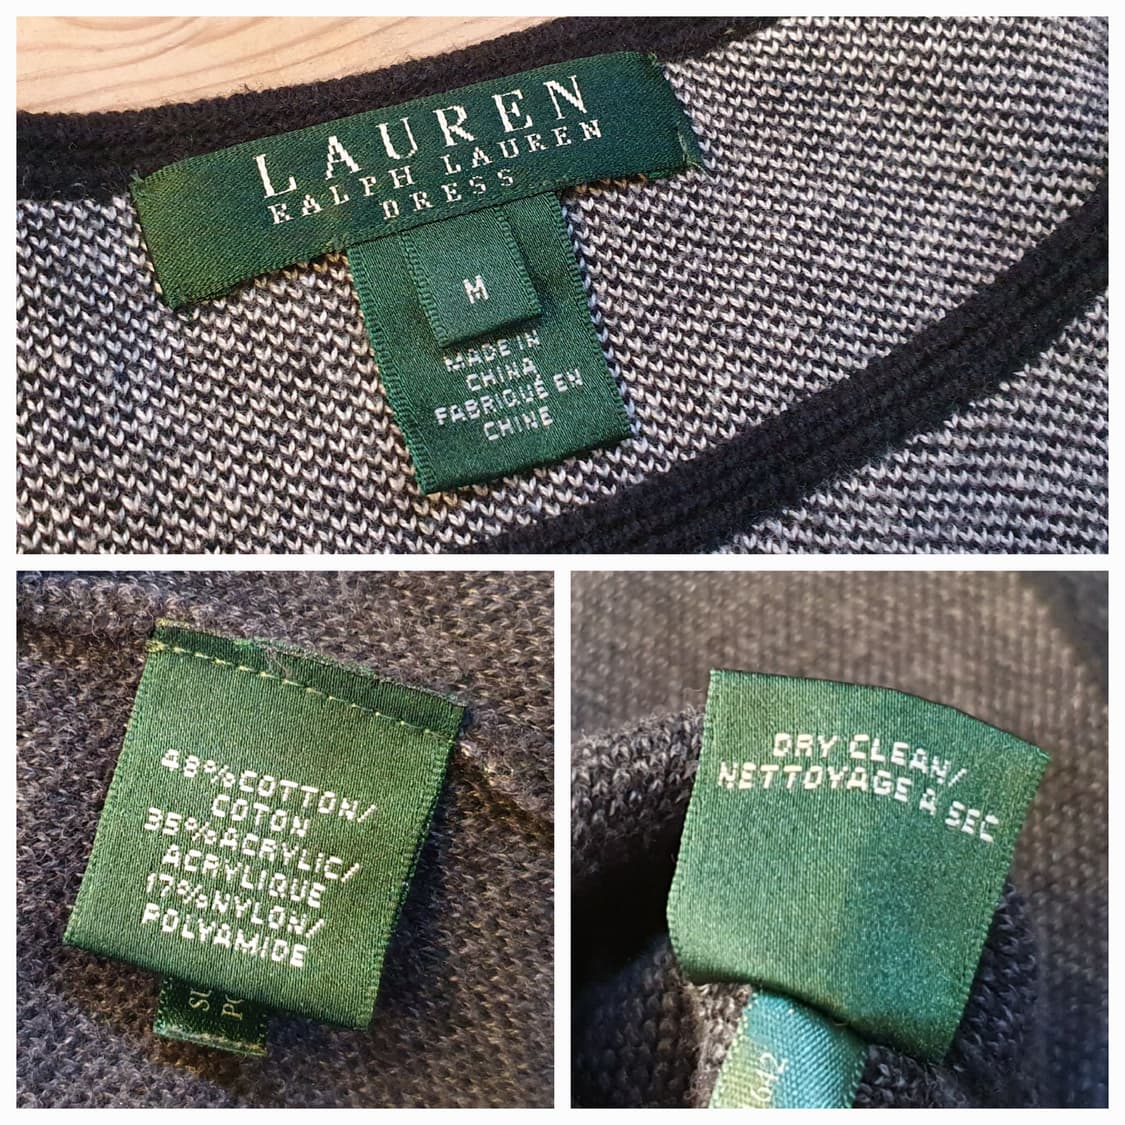 LAUREN
RALPH LAUREN
DRESS
M
MADE IN
CHINA
FABRIQUÉ EN
CHINE
48%COTTON/
COTON
35%ACRYLIC/
ACRYLIQUE
17%NYLON/
POLYAMIDE
DRY CLEAN/
NETTOYAGE A SEC